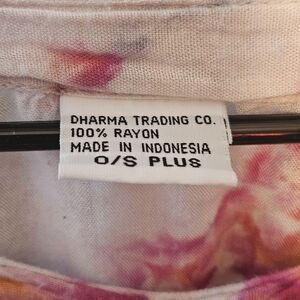 DHARMA TRADING CO.
100% RAYON
MADE IN INDONESIA
O/S PLUS